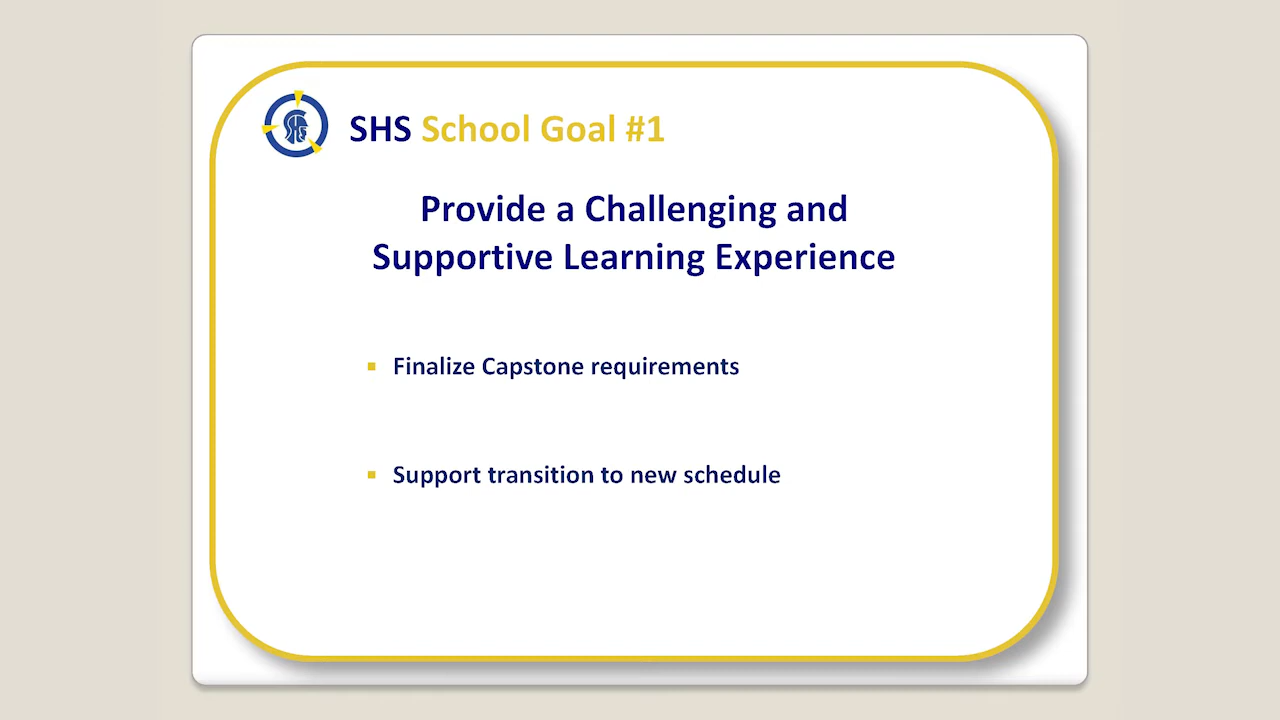 SHS School Goal #1
Provide a Challenging and
Supportive Learning Experience
Finalize Capstone requirements
Support transition to new schedule